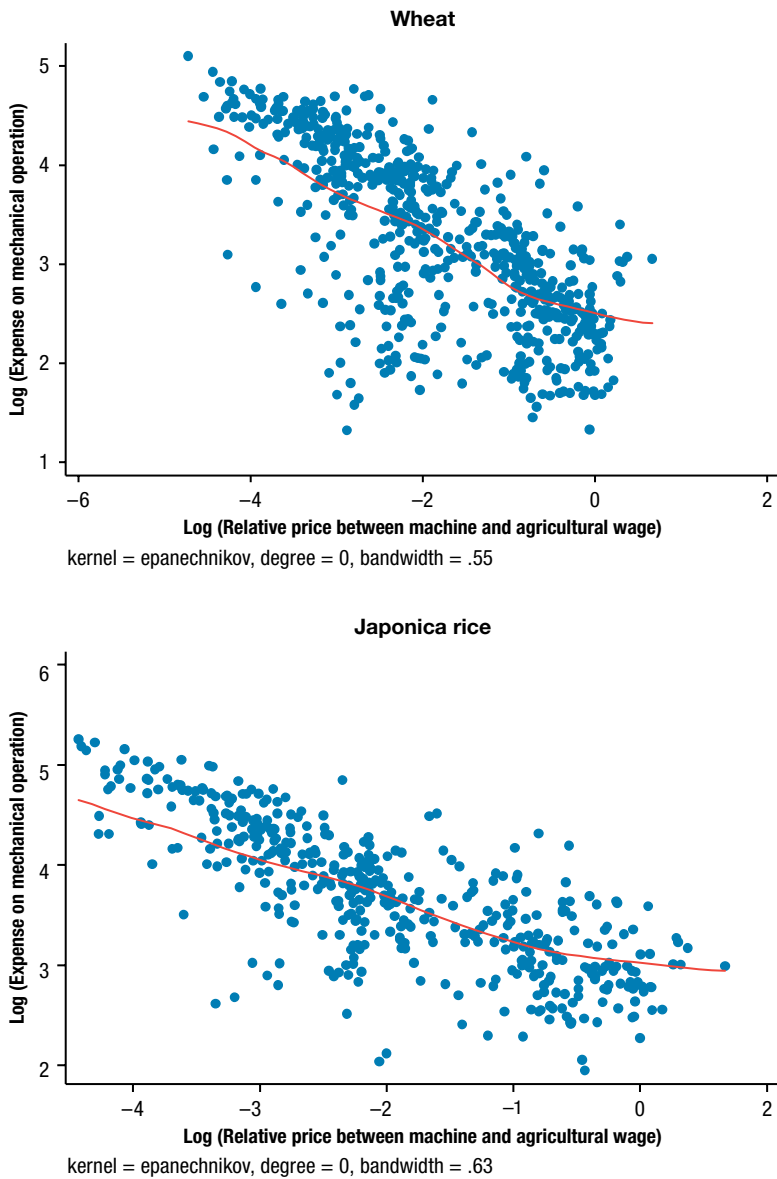 Wheat
5
4
3
2
1
Log (Expense on mechanical operation)
−6
−4
−2
0
2
Log (Relative price between machine and agricultural wage)
kernel = epanechnikov, degree = 0, bandwidth = .55
Japonica rice
6
5
4
3
2
Log (Expense on mechanical operation)
−4
−3
−2
−1
0
2
Log (Relative price between machine and agricultural wage)
kernel = epanechnikov, degree = 0, bandwidth = .63